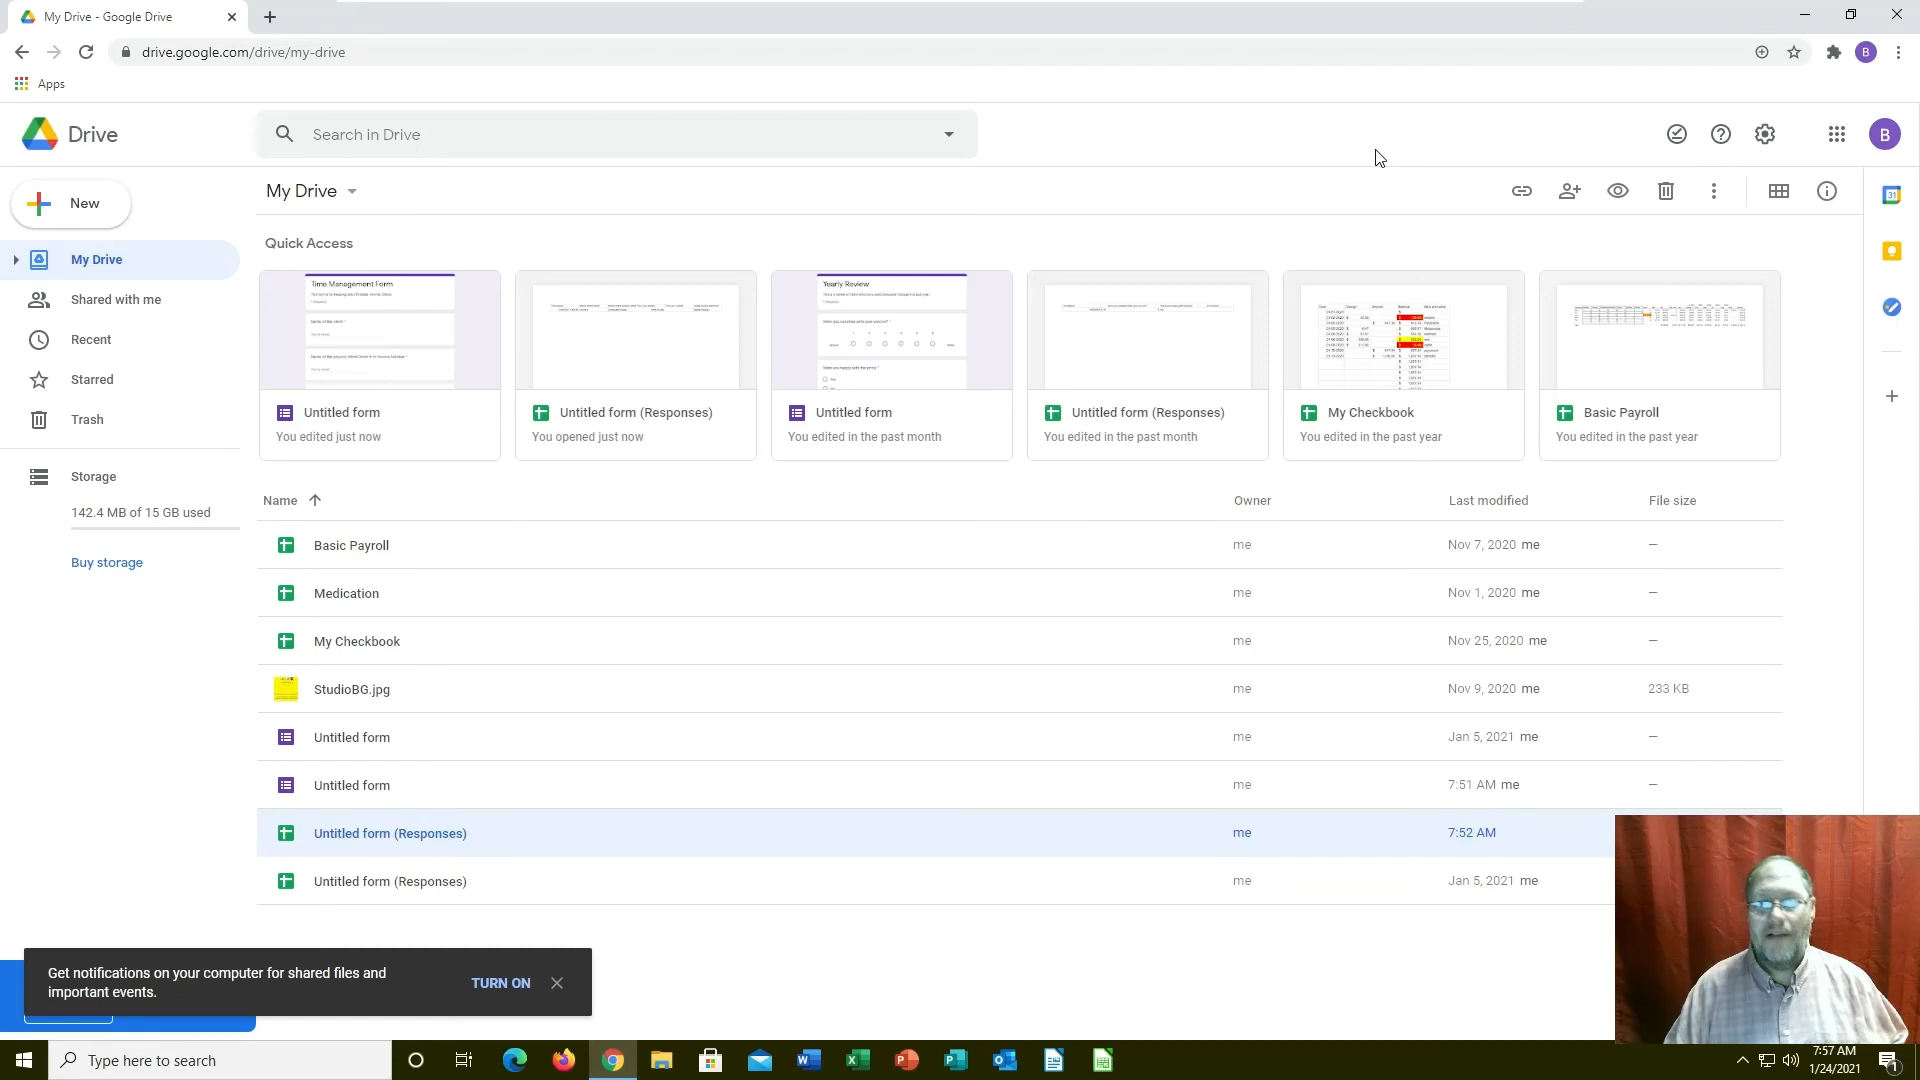 My Drive - Google Drive
drive.google.com/drive/my-drive
B
Apps
Drive
Search in Drive
B
New
My Drive
31
My Drive
Shared with me
Recent
Starred
Trash
Storage
142.4 MB of 15 GB used
Buy storage
Quick Access
Time Management Form
Yearly Review
Untitled form
You edited just now
Untitled form (Responses)
You opened just now
Untitled form
You edited in the past month
Untitled form (Responses)
You edited in the past month
My Checkbook
You edited in the past year
Basic Payroll
You edited in the past year
Name Owner Last modified File size
Basic Payroll me Nov 7, 2020 me —
Medication me Nov 1, 2020 me —
My Checkbook me Nov 25, 2020 me —
StudioBG.jpg me Nov 9, 2020 me 233 KB
Untitled form me Jan 5, 2021 me —
Untitled form me 7:51 AM me —
Untitled form (Responses) me 7:52 AM
Untitled form (Responses) me Jan 5, 2021 me
Get notifications on your computer for shared files and
important events.
TURN ON
Type here to search
7:57 AM
1/24/2021
1